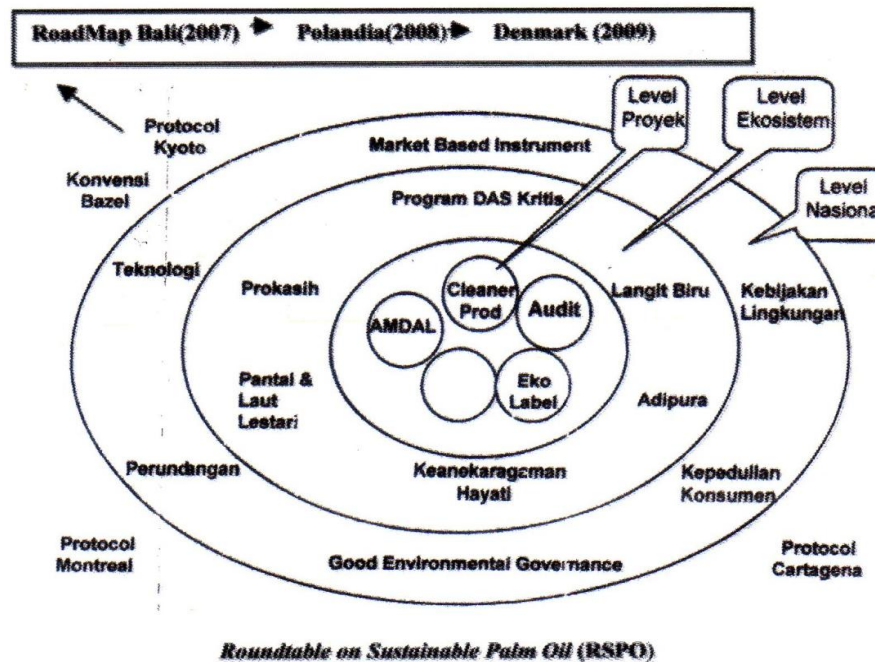 RoadMap Bali(2007) Polandia(2008) Denmark (2009)
Level
Proyek
Level
Ekosistem
Level
Nasional
Protocol
Kyoto
Konvensi
Bazel
Market Based Instrument
Program DAS Kritis
Teknologi
Prokasih
Cleaner
Prod
Audit
AMDAL
Langit Biru
Kebijakan
Lingkungan
Pantai &
Laut
Lestari
Eko
Label
Adipura
Perundangan
Keanekaragaman
Hayati
Kepedulian
Konsumen
Protocol
Montreal
Good Environmental Governance
Protocol
Cartagena
Roundtable on Sustainable Palm Oil (RSPO)